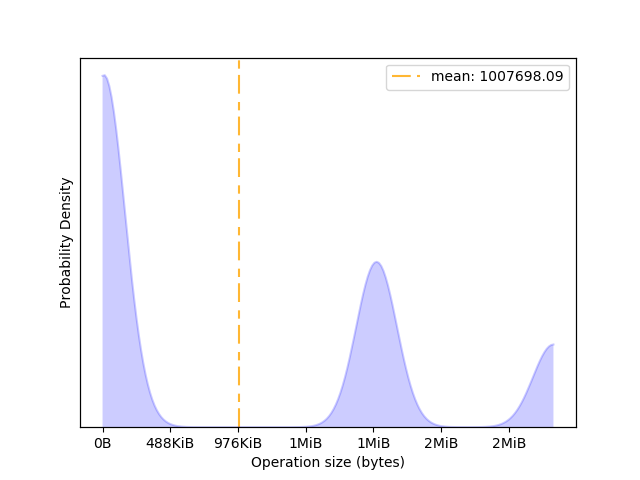 mean: 1007698.09
Probability Density
0B 488KiB 976KiB 1MiB 1MiB 2MiB 2MiB
Operation size (bytes)